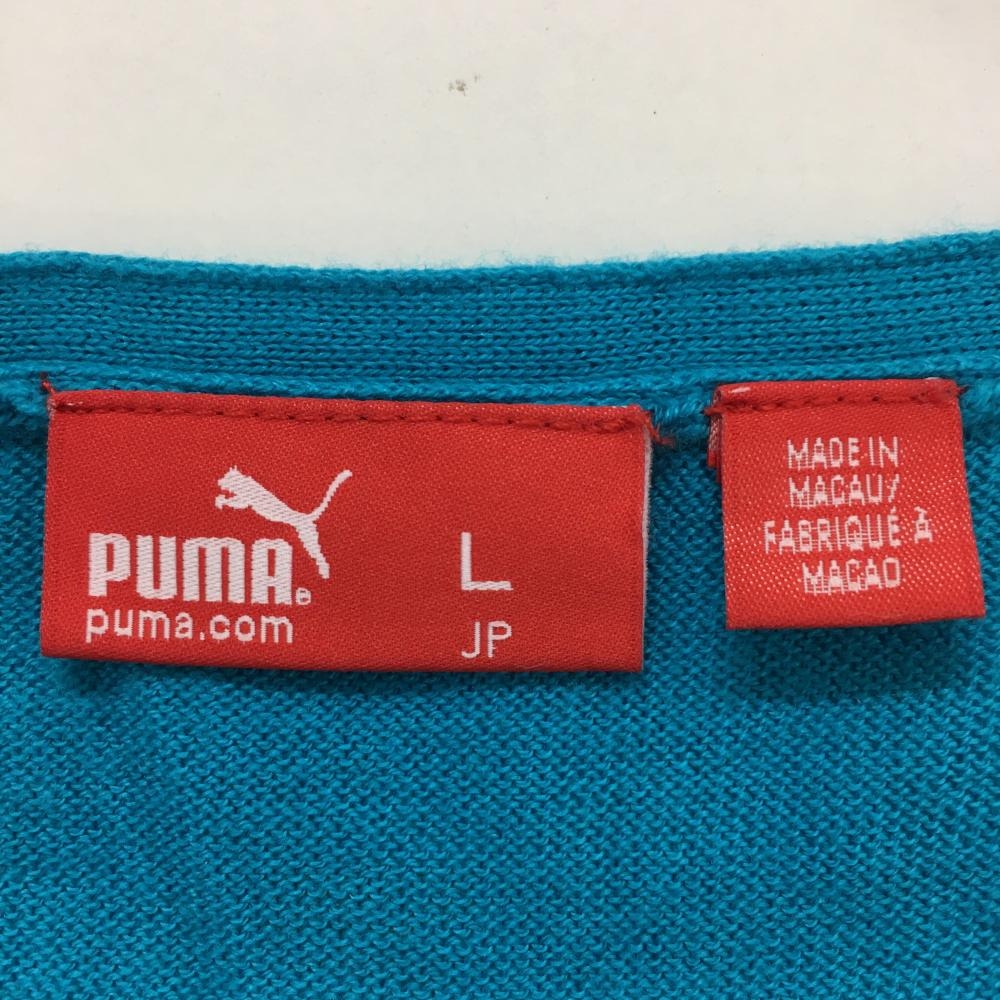 PUMA®
puma.com
L
JP
MADE IN
MACAU/
FABRIQUÉ À
MACAO